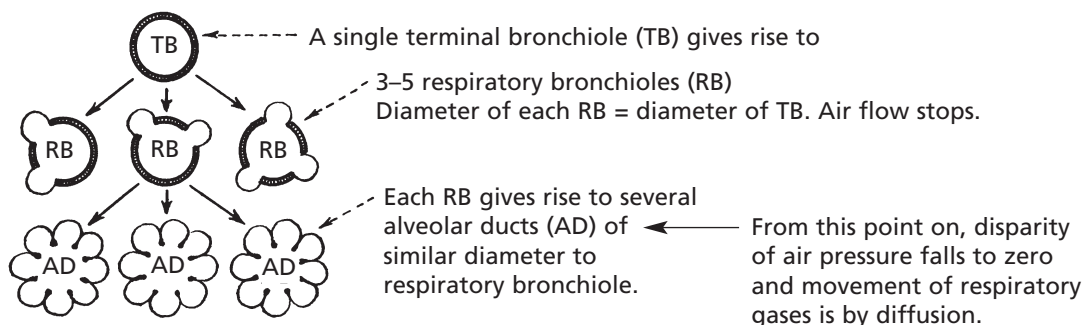 TB
A single terminal bronchiole (TB) gives rise to
3–5 respiratory bronchioles (RB)
Diameter of each RB = diameter of TB. Air flow stops.
RB
RB
RB
Each RB gives rise to several
alveolar ducts (AD) of
similar diameter to
respiratory bronchiole.
From this point on, disparity
of air pressure falls to zero
and movement of respiratory
gases is by diffusion.
AD
AD
AD